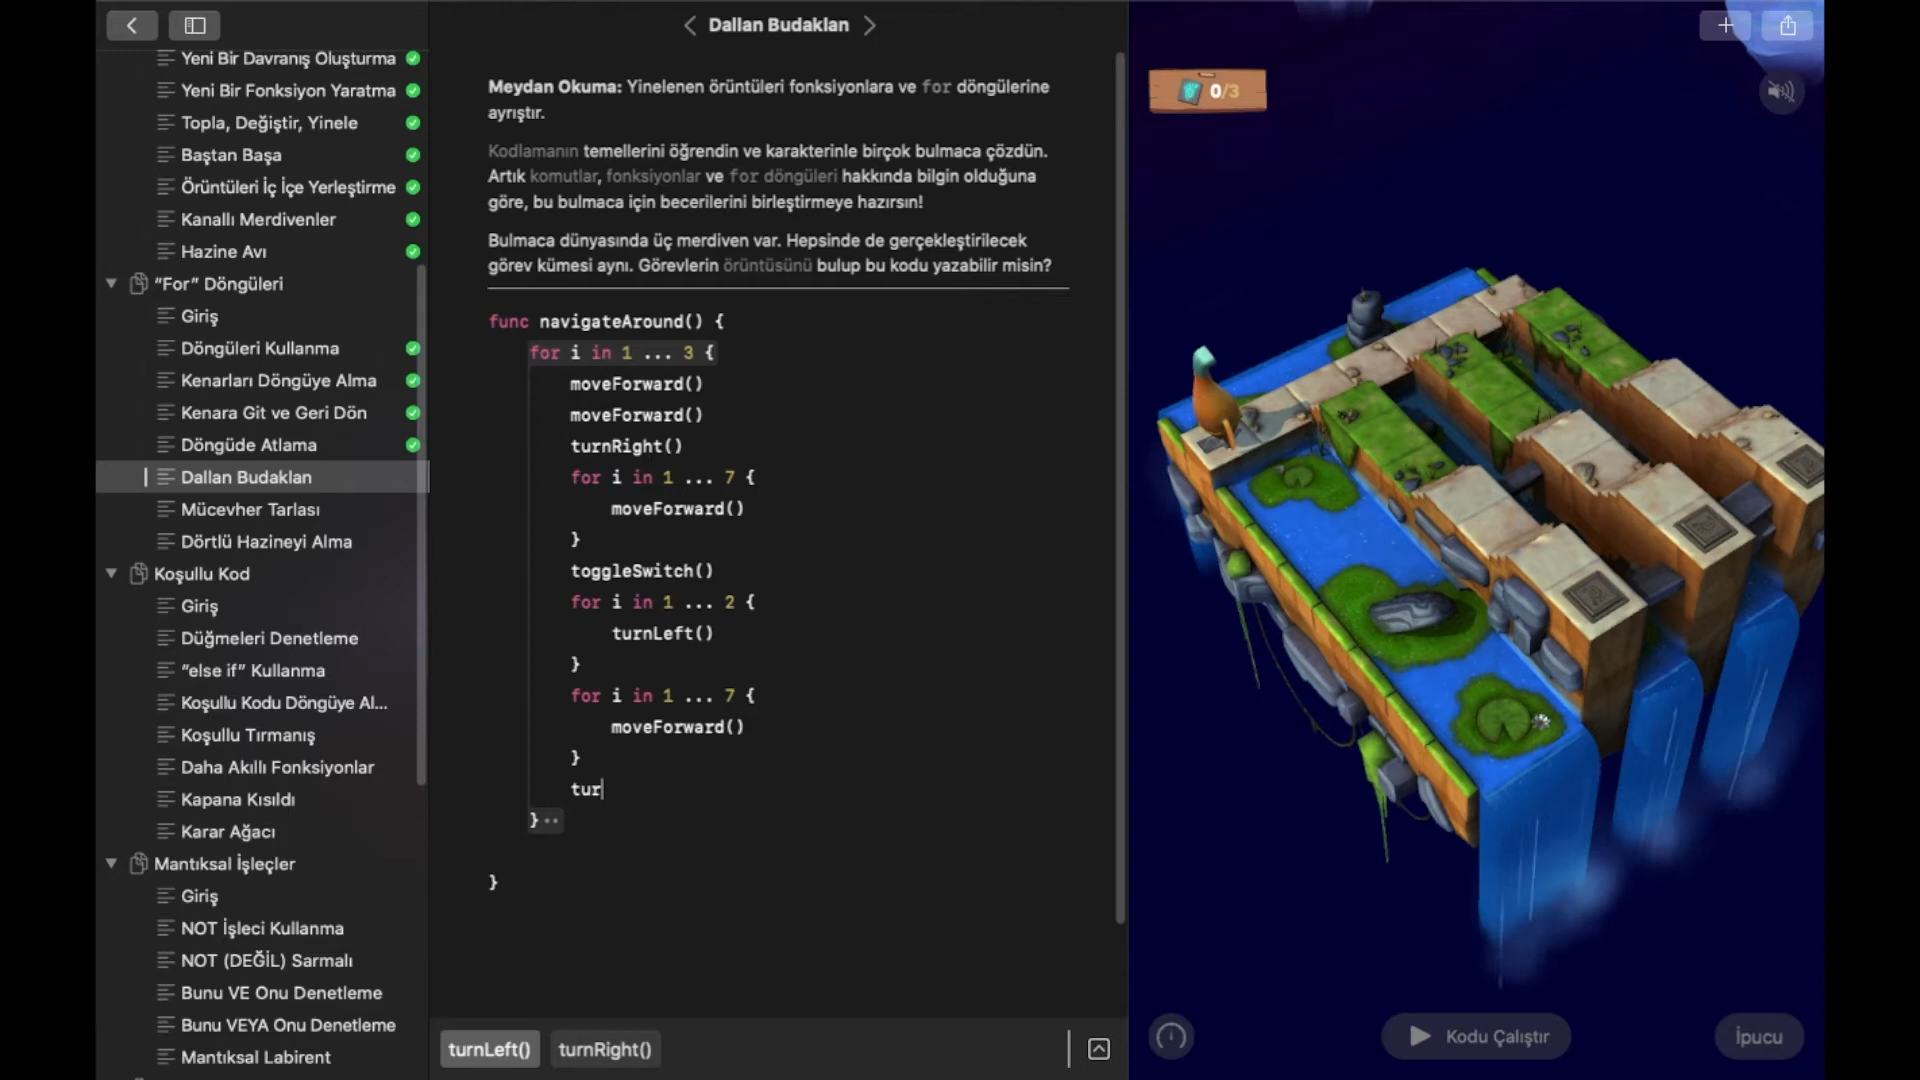 Dallan Budaklan
Yeni Bir Davranış Oluşturma
Yeni Bir Fonksiyon Yaratma
Topla, Değiştir, Yinele
Baştan Başa
Örüntüleri İç İçe Yerleştirme
Kanallı Merdivenler
Hazine Avı
"For" Döngüleri
Giriş
Döngüleri Kullanma
Kenarları Döngüye Alma
Kenara Git ve Geri Dön
Döngüde Atlama
Dallan Budaklan
Mücevher Tarlası
Dörtlü Hazineyi Alma
Koşullu Kod
Giriş
Düğmeleri Denetleme
"else if" Kullanma
Koşullu Kodu Döngüye Al...
Koşullu Tırmanış
Daha Akıllı Fonksiyonlar
Kapana Kısıldı
Karar Ağacı
Mantıksal İşleçler
Giriş
NOT İşleci Kullanma
NOT (DEĞİL) Sarmalı
Bunu VE Onu Denetleme
Bunu VEYA Onu Denetleme
Mantıksal Labirent
Meydan Okuma: Yinelenen örüntüleri fonksiyonlara ve for döngülerine
ayrıştır.
Kodlamanın temellerini öğrendin ve karakterinle birçok bulmaca çözdün.
Artık komutlar, fonksiyonlar ve for döngüleri hakkında bilgin olduğuna
göre, bu bulmaca için becerilerini birleştirmeye hazırsın!
Bulmaca dünyasında üç merdiven var. Hepsinde de gerçekleştirilecek
görev kümesi aynı. Görevlerin örüntüsünü bulup bu kodu yazabilir misin?
func navigateAround() {
for i in 1 ... 3 {
moveForward()
moveForward()
turnRight()
for i in 1 ... 7 {
moveForward()
}
toggleSwitch()
for i in 1 ... 2 {
turnLeft()
}
for i in 1 ... 7 {
moveForward()
}
tur
}
}
turnLeft() turnRight()
0/3
Kodu Çalıştır
İpucu